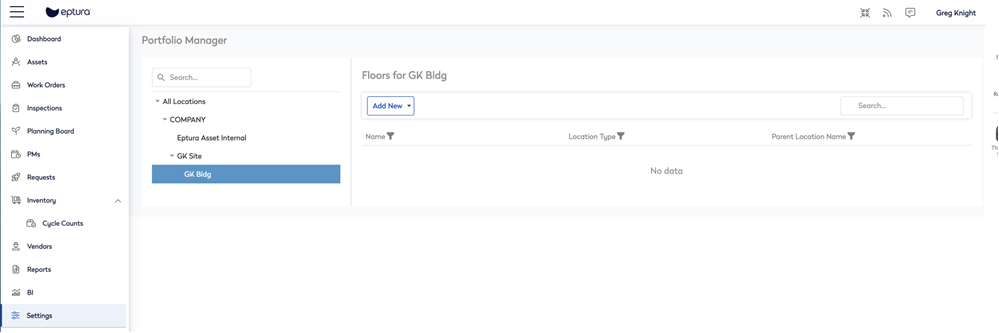 eptura
Greg Knight
Dashboard
Assets
Work Orders
Inspections
Planning Board
PMs
Requests
Inventory
Cycle Counts
Vendors
Reports
BI
Settings
Portfolio Manager
Search...
All Locations
COMPANY
Eptura Asset Internal
GK Site
GK Bldg
Floors for GK Bldg
Add New
Search...
Name Location Type Parent Location Name
No data